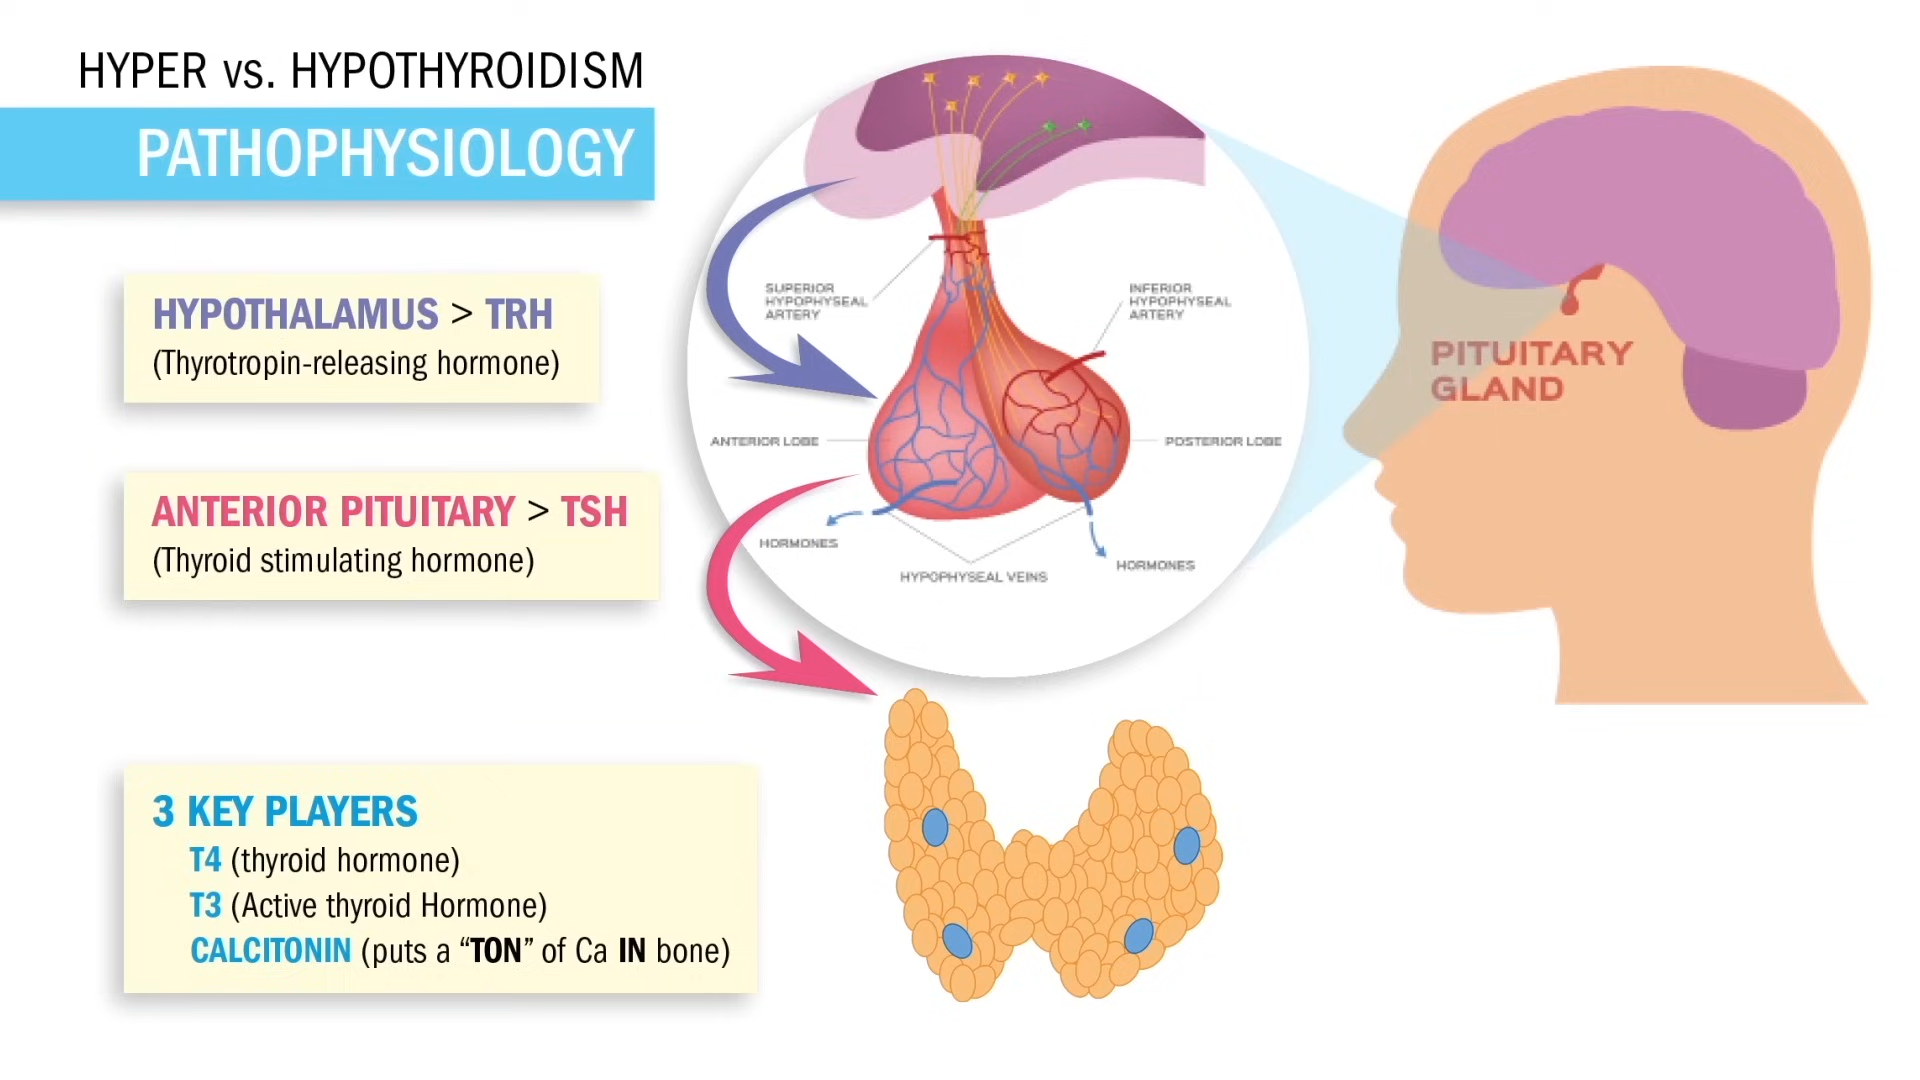 HYPER vs. HYPOTHYROIDISM
PATHOPHYSIOLOGY
HYPOTHALAMUS > TRH
(Thyrotropin-releasing hormone)
ANTERIOR PITUITARY > TSH
(Thyroid stimulating hormone)
3 KEY PLAYERS
T4 (thyroid hormone)
T3 (Active thyroid Hormone)
CALCITONIN (puts a “TON” of Ca IN bone)
SUPERIOR
HYPOPHYSEAL
ARTERY
INFERIOR
HYPOPHYSEAL
ARTERY
ANTERIOR LOBE
POSTERIOR LOBE
HORMONES
HYPOPHYSEAL VEINS
HORMONES
PITUITARY
GLAND